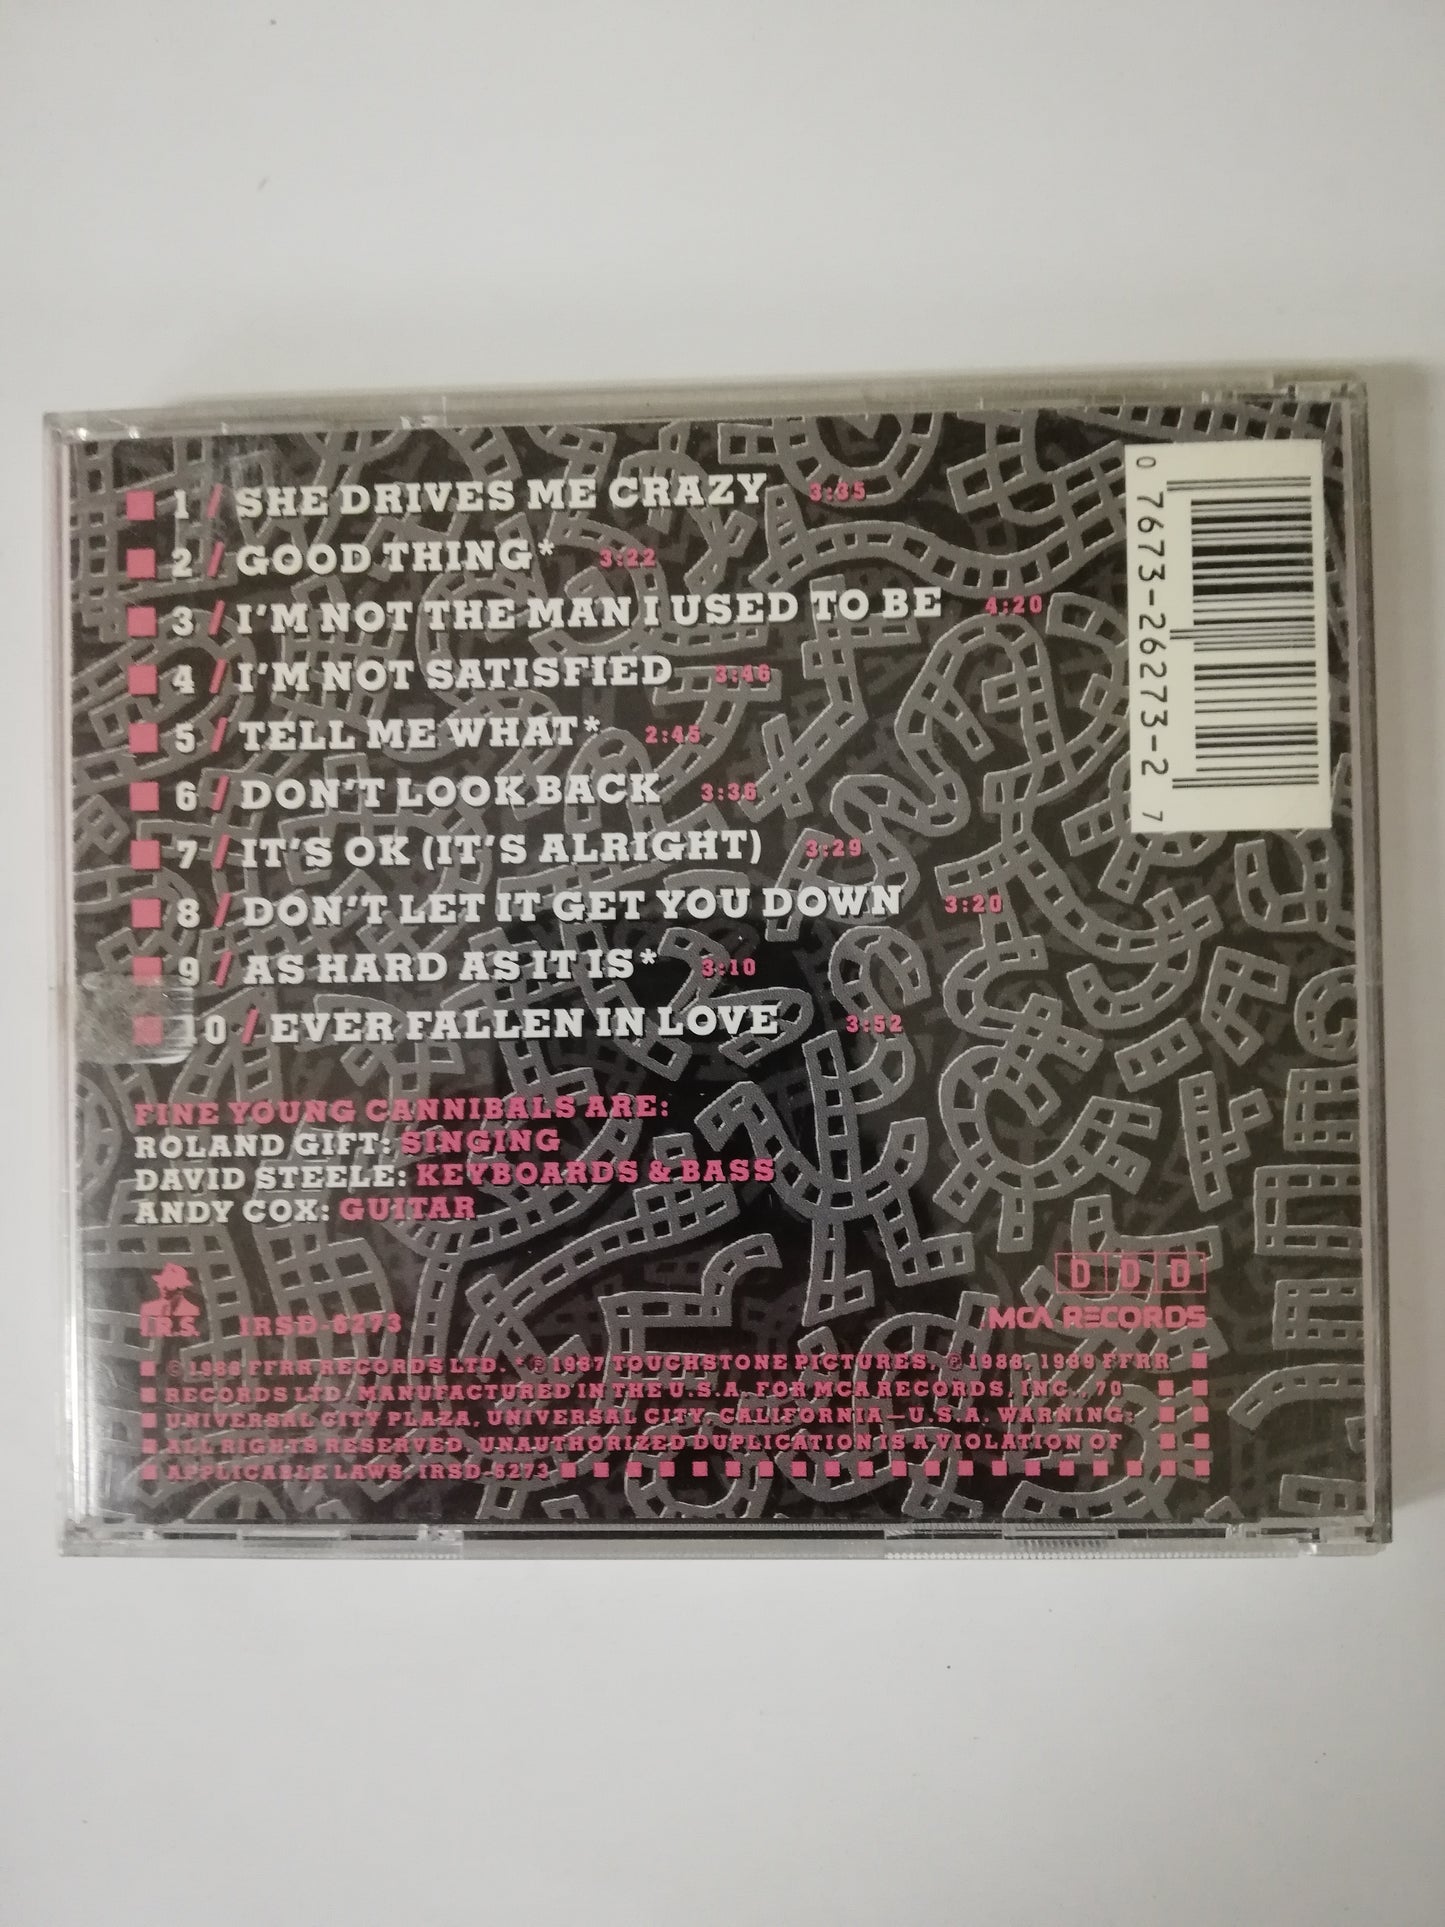 1 / SHE DRIVES ME CRAZY 3:35
2 / GOOD THING* 3:22
3 / I'M NOT THE MAN I USED TO BE 4:20
4 / I'M NOT SATISFIED 3:46
5 / TELL ME WHAT* 2:45
6 / DON'T LOOK BACK 3:36
7 / IT'S OK (IT'S ALRIGHT) 3:29
8 / DON'T LET IT GET YOU DOWN 3:20
9 / AS HARD AS IT IS* 3:10
10 / EVER FALLEN IN LOVE 3:52
0 7673-26273-2 7
FINE YOUNG CANNIBALS ARE:
ROLAND GIFT: SINGING
DAVID STEELE: KEYBOARDS & BASS
ANDY COX: GUITAR
D D D
I.R.S. IRSD-6273 MCA RECORDS
© 1988 FFRR RECORDS LTD. *℗ 1987 TOUCHSTONE PICTURES, ℗ 1988, 1989 FFRR
RECORDS LTD. MANUFACTURED IN THE U.S.A. FOR MCA RECORDS, INC., 70
UNIVERSAL CITY PLAZA, UNIVERSAL CITY, CALIFORNIA—U.S.A. WARNING:
ALL RIGHTS RESERVED. UNAUTHORIZED DUPLICATION IS A VIOLATION OF
APPLICABLE LAWS. IRSD-6273